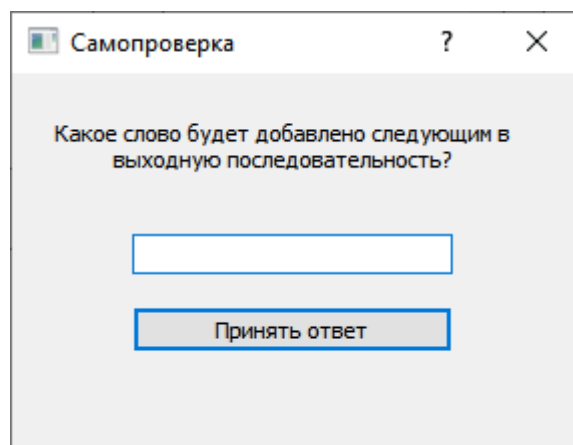 Самопроверка
?
Какое слово будет добавлено следующим в
выходную последовательность?
Принять ответ